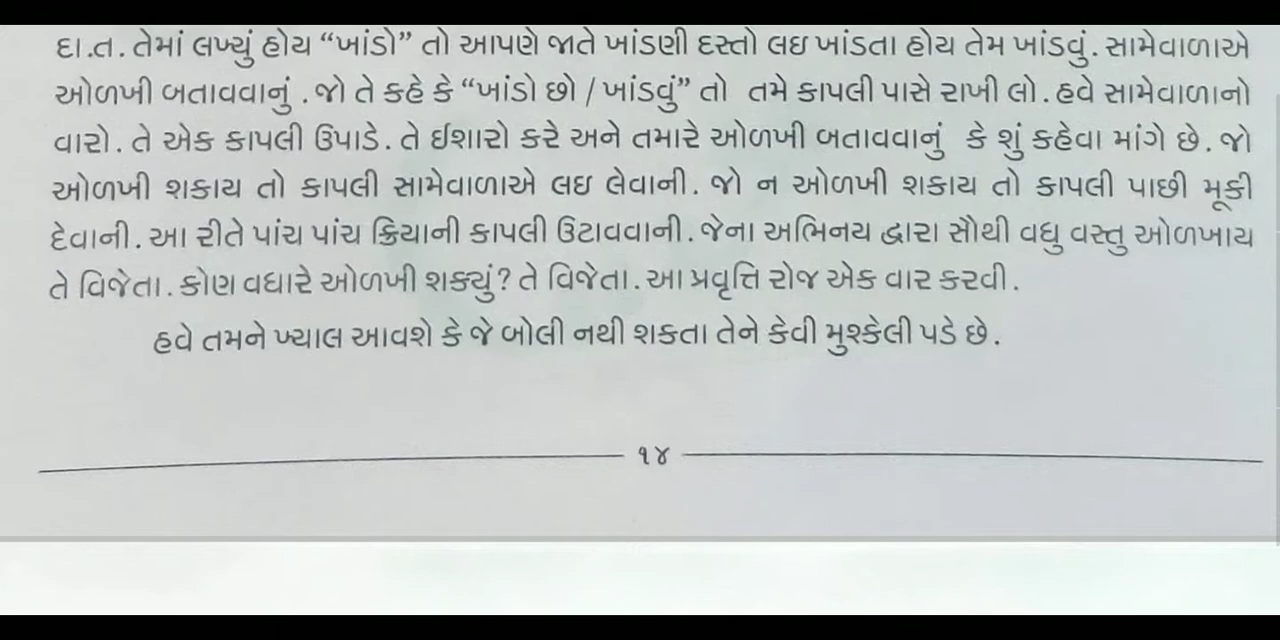 દા.ત. તેમાં લખ્યું હોય “ખાંડો” તો આપણે જાતે ખાંડણી દસ્તો લઇ ખાંડતા હોય તેમ ખાંડવું. સામેવાળાએ
ઓળખી બતાવવાનું . જો તે કહે કે “ખાંડો છો / ખાંડવું” તો તમે કાપલી પાસે રાખી લો. હવે સામેવાળાનો
વારો. તે એક કાપલી ઉપાડે. તે ઈશારો કરે અને તમારે ઓળખી બતાવવાનું કે શું કહેવા માંગે છે. જો
ઓળખી શકાય તો કાપલી સામેવાળાએ લઇ લેવાની. જો ન ઓળખી શકાય તો કાપલી પાછી મૂકી
દેવાની. આ રીતે પાંચ પાંચ ક્રિયાની કાપલી ઉટાવવાની. જેના અભિનય દ્વારા સૌથી વધુ વસ્તુ ઓળખાય
તે વિજેતા. કોણ વધારે ઓળખી શક્યું? તે વિજેતા. આ પ્રવૃત્તિ રોજ એક વાર કરવી.
હવે તમને ખ્યાલ આવશે કે જે બોલી નથી શકતા તેને કેવી મુશ્કેલી પડે છે.
૧૪